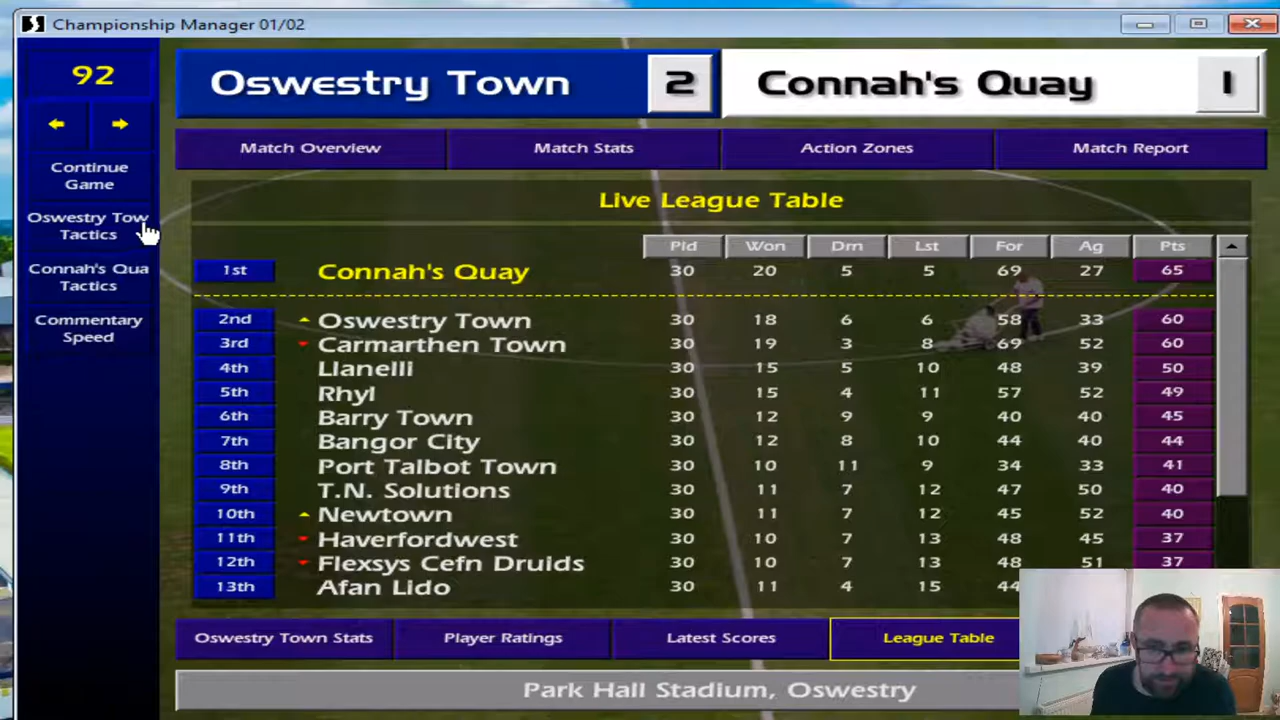 Championship Manager 01/02
92
Oswestry Town 2 Connah's Quay 1
Continue
Game
Oswestry Tow
Tactics
Connah's Qua
Tactics
Commentary
Speed
Match Overview Match Stats Action Zones Match Report
Live League Table
Pld Won Drn Lst For Ag Pts
1st Connah's Quay 30 20 5 5 69 27 65
2nd Oswestry Town 30 18 6 6 58 33 60
3rd Carmarthen Town 30 19 3 8 69 52 60
4th Llanelli 30 15 5 10 48 39 50
5th Rhyl 30 15 4 11 57 52 49
6th Barry Town 30 12 9 9 40 40 45
7th Bangor City 30 12 8 10 44 40 44
8th Port Talbot Town 30 10 11 9 34 33 41
9th T.N. Solutions 30 11 7 12 47 50 40
10th Newtown 30 11 7 12 45 52 40
11th Haverfordwest 30 10 7 13 48 45 37
12th Flexsys Cefn Druids 30 10 7 13 48 51 37
13th Afan Lido 30 11 4 15 44
Oswestry Town Stats Player Ratings Latest Scores League Table
Park Hall Stadium, Oswestry